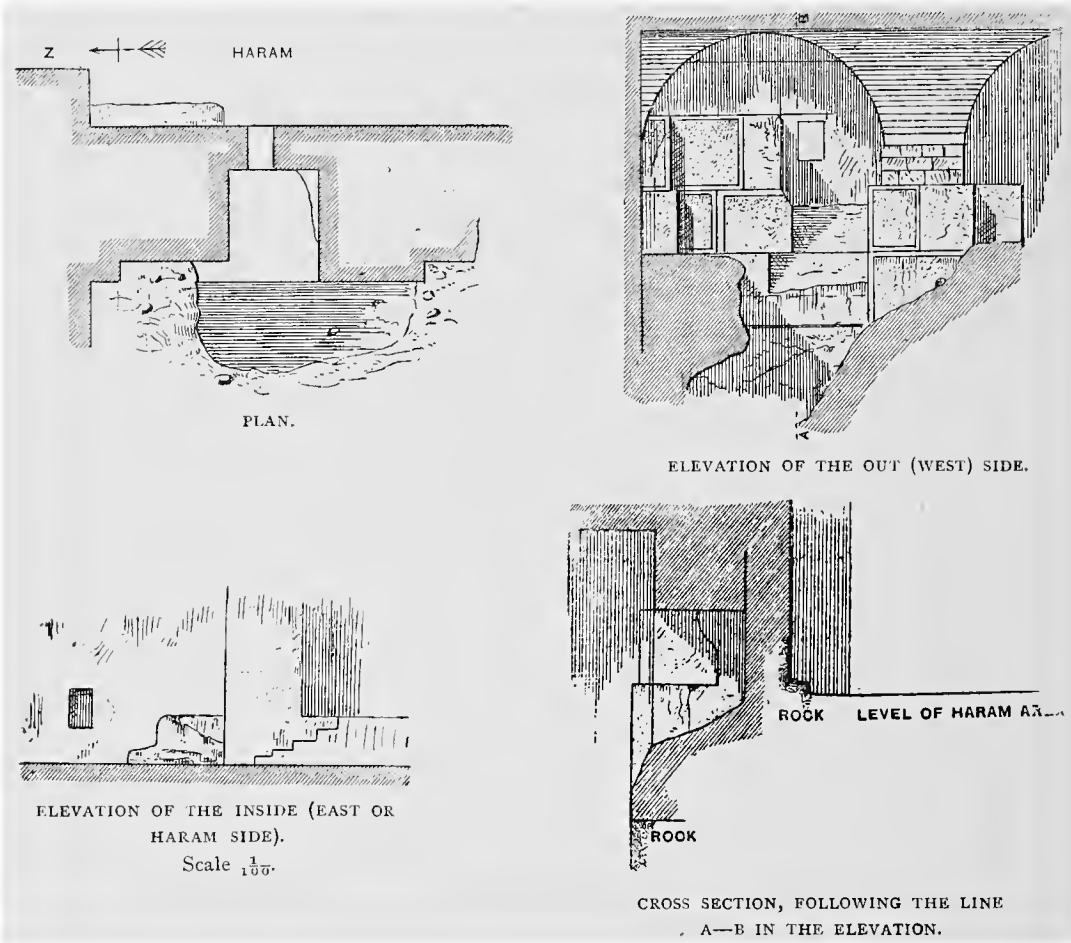 Z
HARAM
PLAN.
B
ELEVATION OF THE OUT (WEST) SIDE.
A
ELEVATION OF THE INSIDE (EAST OR
HARAM SIDE).
Scale 1/100.
ROCK LEVEL OF HARAM
ROCK
CROSS SECTION, FOLLOWING THE LINE
A—B IN THE ELEVATION.